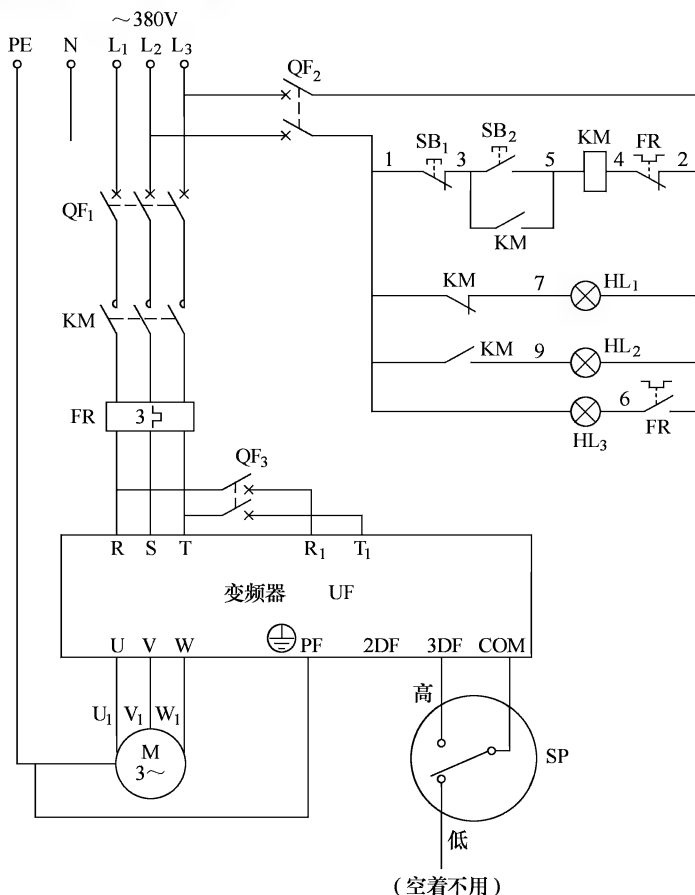 ～380V
PE N L₁ L₂ L₃
QF₂
SB₁ SB₂ KM FR
1 3 5 4 2
KM
QF₁
KM 7 HL₁
KM
KM 9 HL₂
FR 3
6
HL₃ FR
QF₃
R S T R₁ T₁
变频器 UF
U V W PF 2DF 3DF COM
高
U₁ V₁ W₁
M
3～
SP
低
(空着不用)